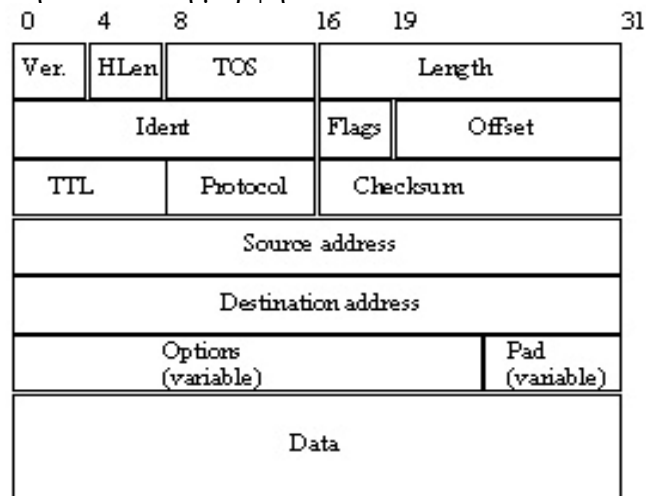 0 4 8 16 19 31
Ver. HLen TOS Length
Ident Flags Offset
TTL Protocol Checksum
Source address
Destination address
Options Pad
(variable) (variable)
Data